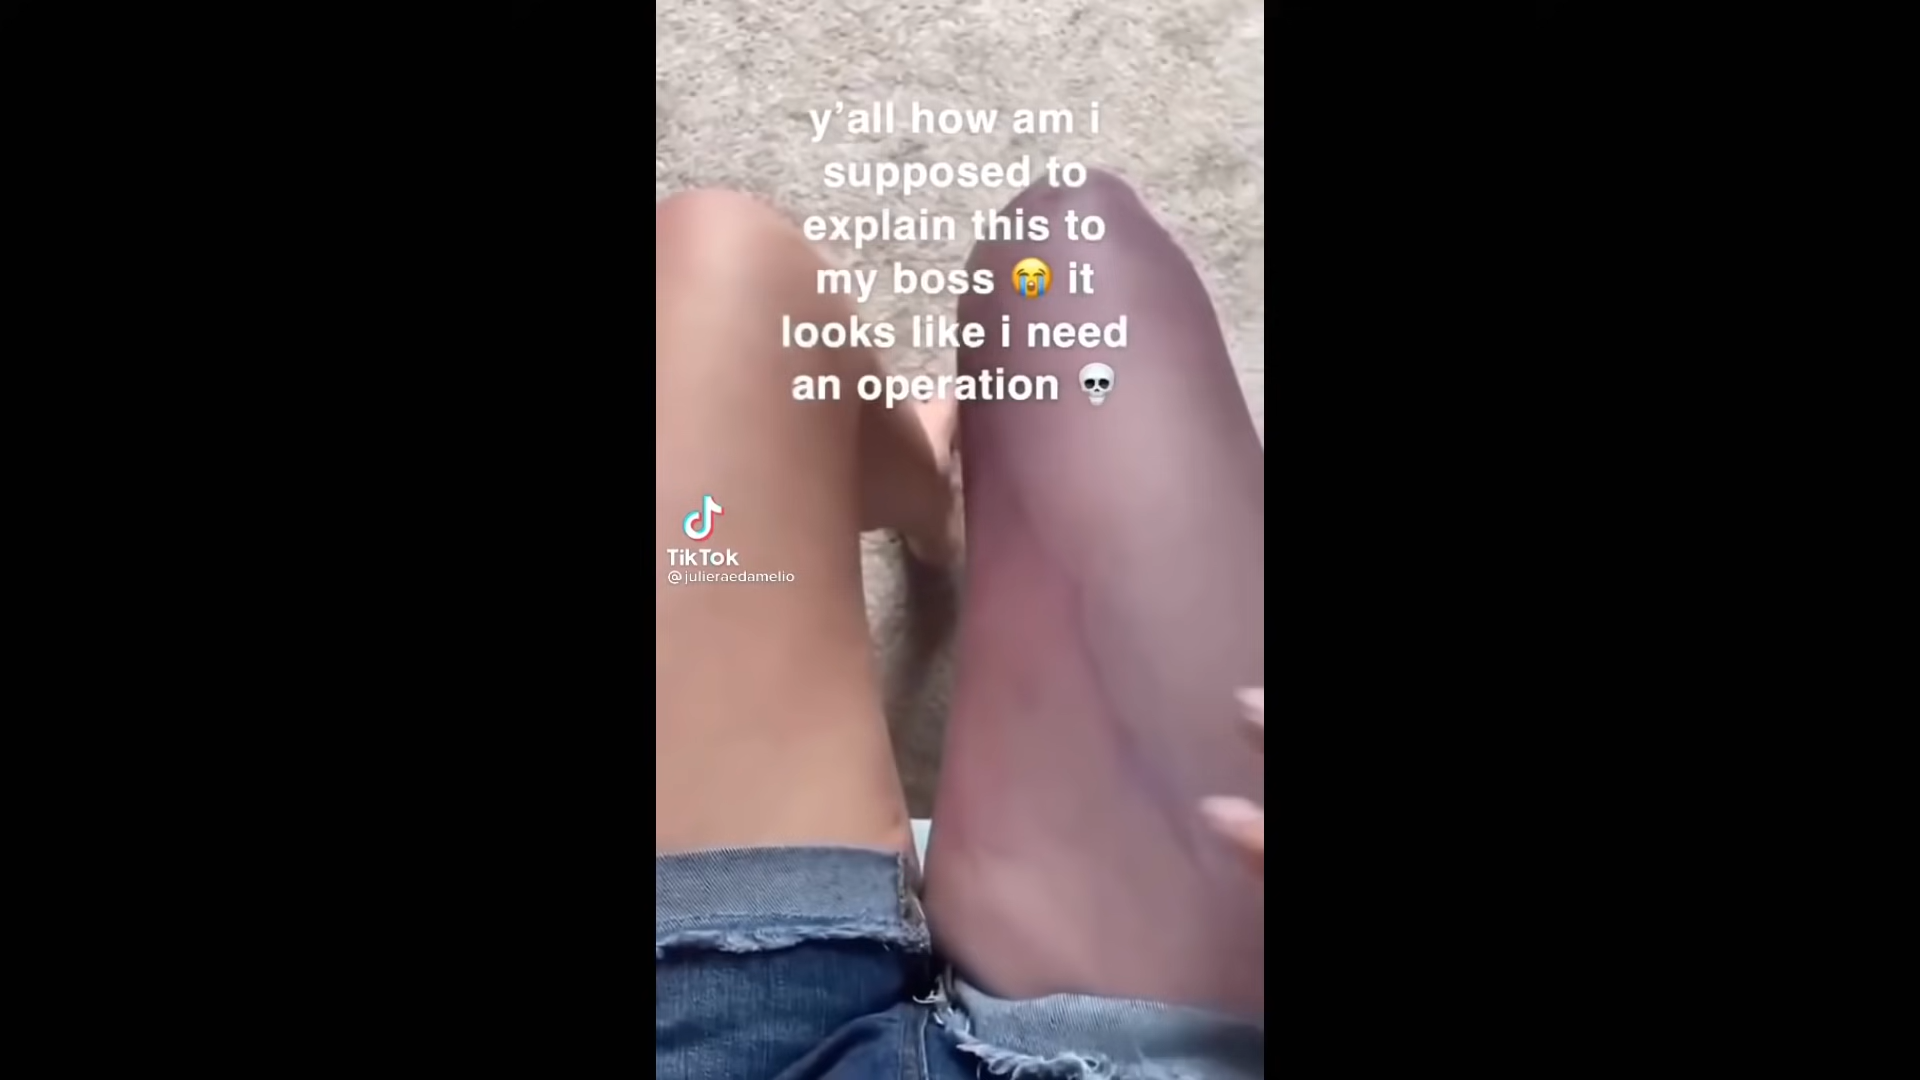 y’all how am i
supposed to
explain this to
my boss 😭 it
looks like i need
an operation 💀
TikTok
@julieraedamelio